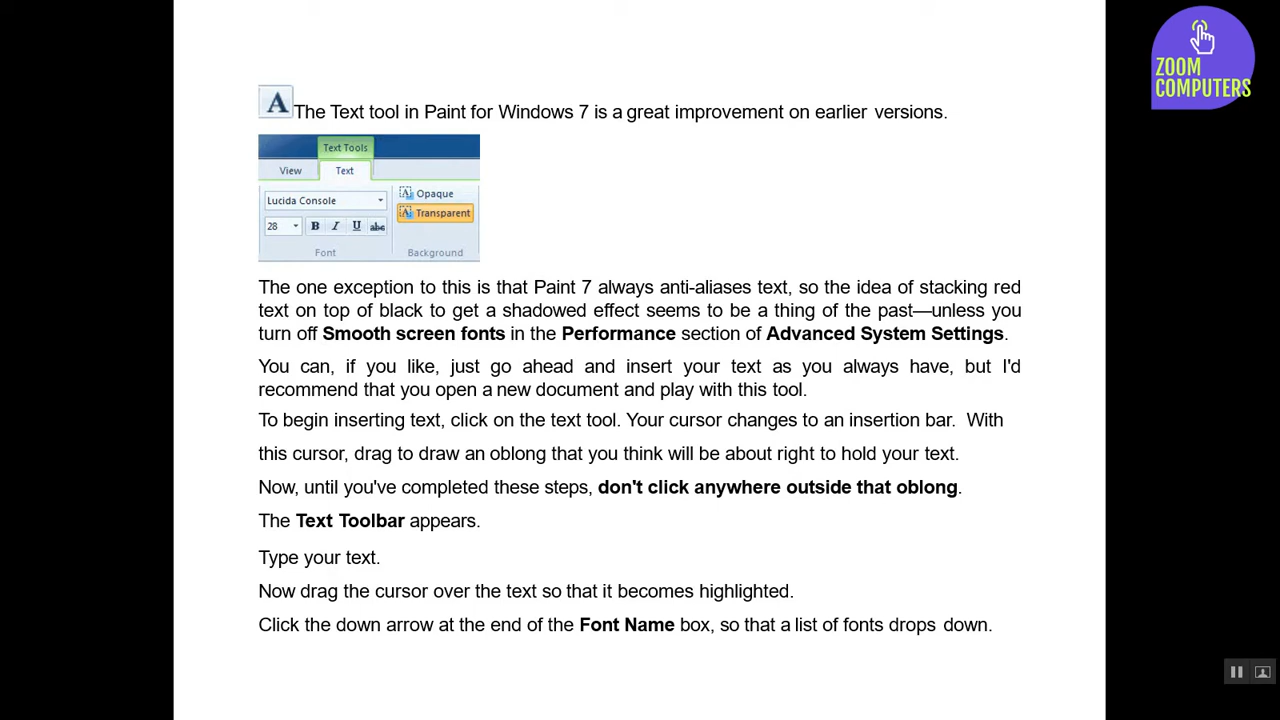 ZOOM
COMPUTERS
A The Text tool in Paint for Windows 7 is a great improvement on earlier versions.
Text Tools
View Text
Lucida Console
28 B I U abc
Font
Opaque
Transparent
Background
The one exception to this is that Paint 7 always anti-aliases text, so the idea of stacking red
text on top of black to get a shadowed effect seems to be a thing of the past—unless you
turn off Smooth screen fonts in the Performance section of Advanced System Settings.
You can, if you like, just go ahead and insert your text as you always have, but I'd
recommend that you open a new document and play with this tool.
To begin inserting text, click on the text tool. Your cursor changes to an insertion bar. With
this cursor, drag to draw an oblong that you think will be about right to hold your text.
Now, until you've completed these steps, don't click anywhere outside that oblong.
The Text Toolbar appears.
Type your text.
Now drag the cursor over the text so that it becomes highlighted.
Click the down arrow at the end of the Font Name box, so that a list of fonts drops down.